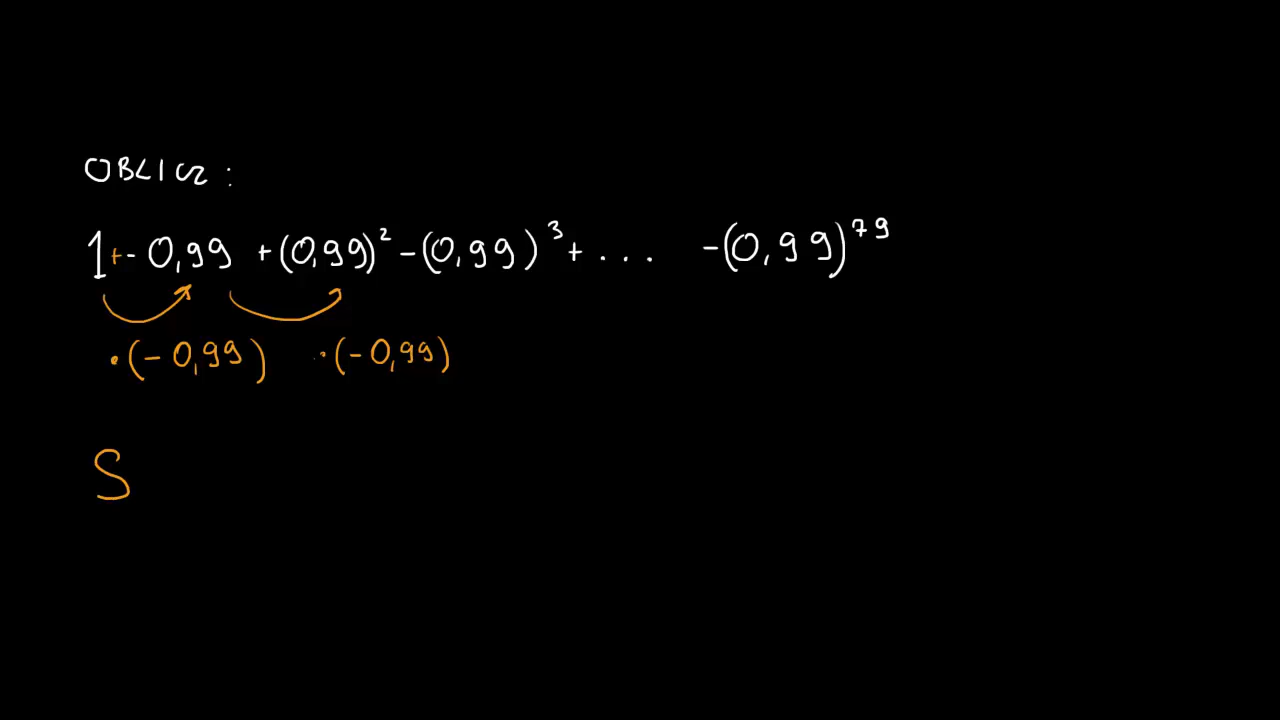 OBLICZ :
1 + - 0,99 + (0,99)² - (0,99)³ + . . . - (0,99)⁷⁹
· (- 0,99) · (- 0,99)
S